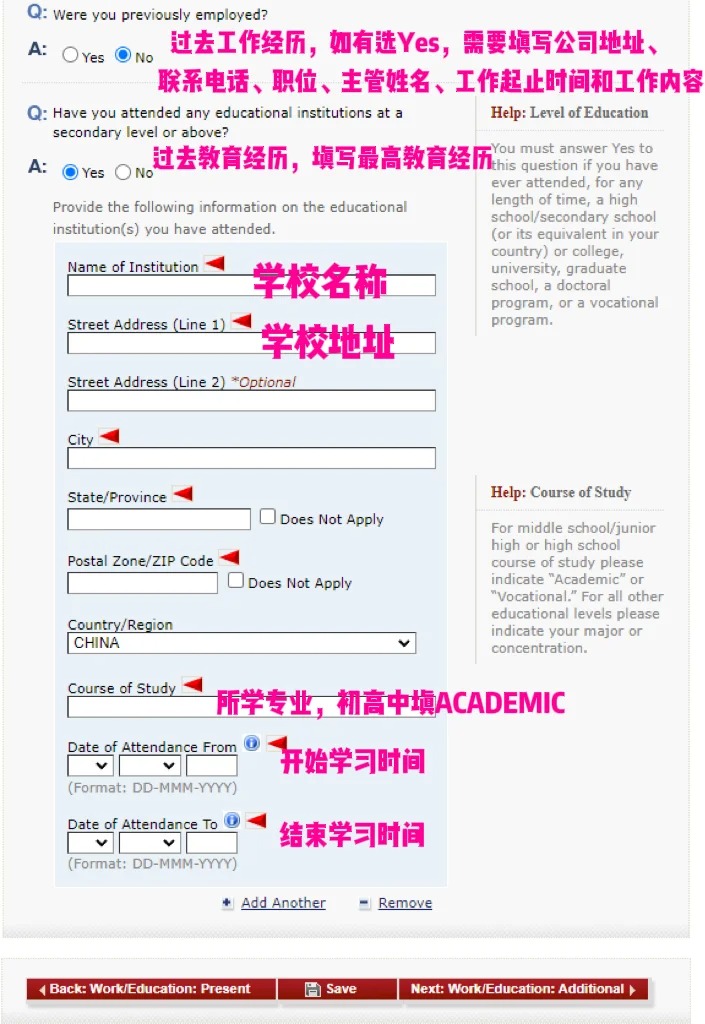 Q: Were you previously employed?
A: Yes No
过去工作经历，如有选Yes，需要填写公司地址、
联系电话、职位、主管姓名、工作起止时间和工作内容
Q: Have you attended any educational institutions at a
secondary level or above?
A: Yes No
过去教育经历，填写最高教育经历
Provide the following information on the educational
institution(s) you have attended.
Name of Institution
学校名称
Street Address (Line 1)
学校地址
Street Address (Line 2) *Optional
City
State/Province
Does Not Apply
Postal Zone/ZIP Code
Does Not Apply
Country/Region
CHINA
Course of Study
所学专业，初高中填ACADEMIC
Date of Attendance From
开始学习时间
(Format: DD-MMM-YYYY)
Date of Attendance To
结束学习时间
(Format: DD-MMM-YYYY)
Add Another
Remove
Help: Level of Education
You must answer Yes to
this question if you have
ever attended, for any
length of time, a high
school/secondary school
(or its equivalent in your
country) or college,
university, graduate
school, a doctoral
program, or a vocational
program.
Help: Course of Study
For middle school/junior
high or high school
course of study please
indicate “Academic” or
“Vocational.” For all other
educational levels please
indicate your major or
concentration.
Back: Work/Education: Present
Save
Next: Work/Education: Additional